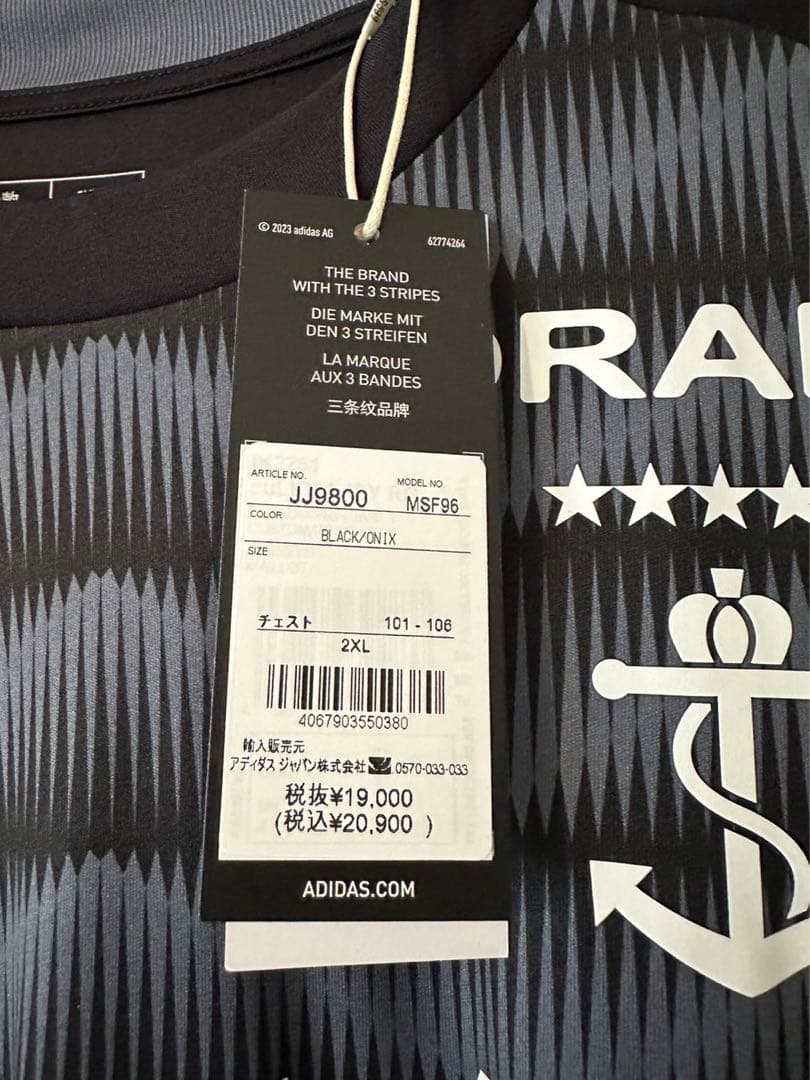 © 2023 adidas AG
62774264
THE BRAND
WITH THE 3 STRIPES
DIE MARKE MIT
DEN 3 STREIFEN
LA MARQUE
AUX 3 BANDES
三条纹品牌
ARTICLE NO.
JJ9800
MODEL NO.
MSF96
COLOR
BLACK/ONIX
SIZE
チェスト 101 - 106
2XL
4067903550380
輸入販売元
アディダス ジャパン株式会社 0570-033-033
税抜¥19,000
(税込¥20,900 )
ADIDAS.COM
RA